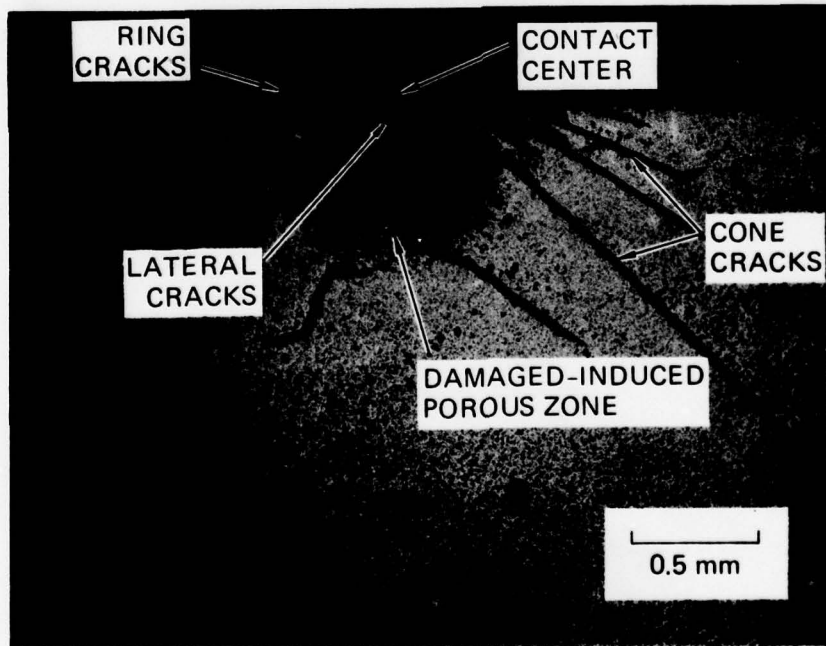 RING
CRACKS
CONTACT
CENTER
LATERAL
CRACKS
CONE
CRACKS
DAMAGED-INDUCED
POROUS ZONE
0.5 mm